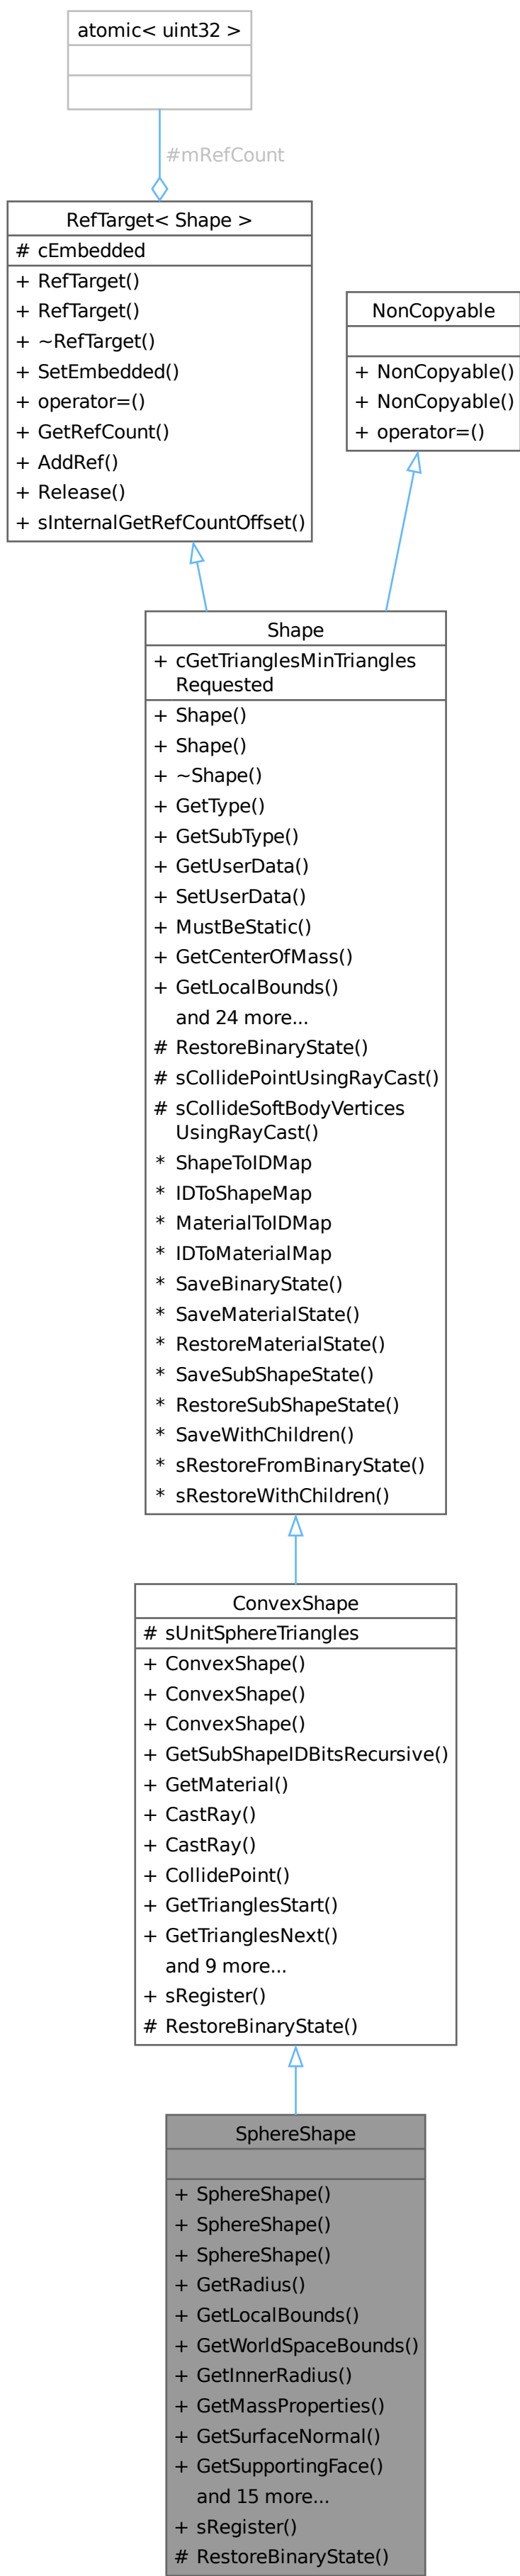 atomic< uint32 >
#mRefCount
RefTarget< Shape >
# cEmbedded
+ RefTarget()
+ RefTarget()
+ ~RefTarget()
+ SetEmbedded()
+ operator=()
+ GetRefCount()
+ AddRef()
+ Release()
+ sInternalGetRefCountOffset()
NonCopyable
+ NonCopyable()
+ NonCopyable()
+ operator=()
Shape
+ cGetTrianglesMinTriangles
Requested
+ Shape()
+ Shape()
+ ~Shape()
+ GetType()
+ GetSubType()
+ GetUserData()
+ SetUserData()
+ MustBeStatic()
+ GetCenterOfMass()
+ GetLocalBounds()
and 24 more...
# RestoreBinaryState()
# sCollidePointUsingRayCast()
# sCollideSoftBodyVertices
UsingRayCast()
* ShapeToIDMap
* IDToShapeMap
* MaterialToIDMap
* IDToMaterialMap
* SaveBinaryState()
* SaveMaterialState()
* RestoreMaterialState()
* SaveSubShapeState()
* RestoreSubShapeState()
* SaveWithChildren()
* sRestoreFromBinaryState()
* sRestoreWithChildren()
ConvexShape
# sUnitSphereTriangles
+ ConvexShape()
+ ConvexShape()
+ ConvexShape()
+ GetSubShapeIDBitsRecursive()
+ GetMaterial()
+ CastRay()
+ CastRay()
+ CollidePoint()
+ GetTrianglesStart()
+ GetTrianglesNext()
and 9 more...
+ sRegister()
# RestoreBinaryState()
SphereShape
+ SphereShape()
+ SphereShape()
+ SphereShape()
+ GetRadius()
+ GetLocalBounds()
+ GetWorldSpaceBounds()
+ GetInnerRadius()
+ GetMassProperties()
+ GetSurfaceNormal()
+ GetSupportingFace()
and 15 more...
+ sRegister()
# RestoreBinaryState()